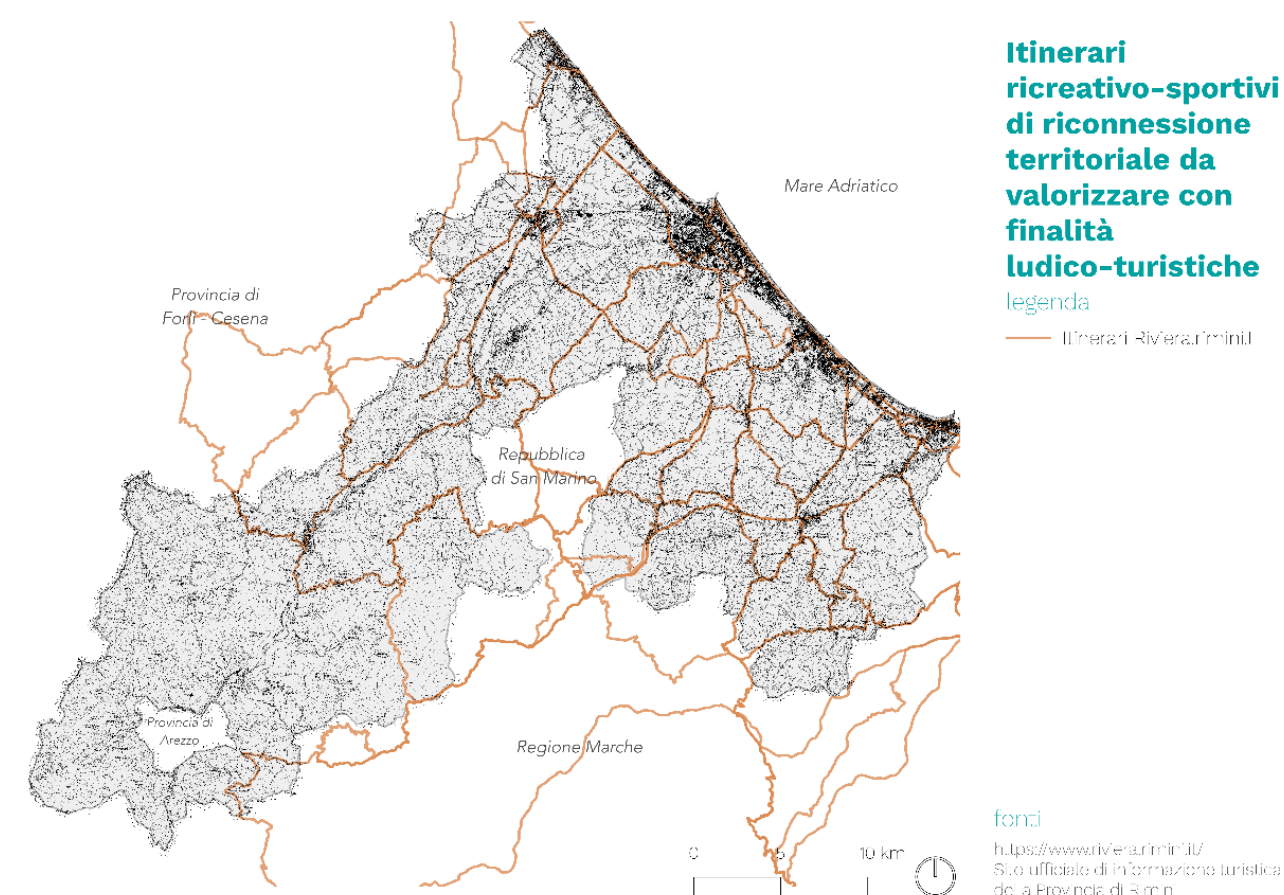 Itinerari
ricreativo-sportivi
di riconnessione
territoriale da
valorizzare con
finalità
ludico-turistiche
legenda
Itinerari Riviera.rimini.it
Mare Adriatico
Provincia di
Forlì - Cesena
Repubblica
di San Marino
Provincia di
Arezzo
Regione Marche
0 5 10 km
fonti
https://www.riviera.rimini.it/
Sito ufficiale di informazione turistica
della Provincia di Rimini